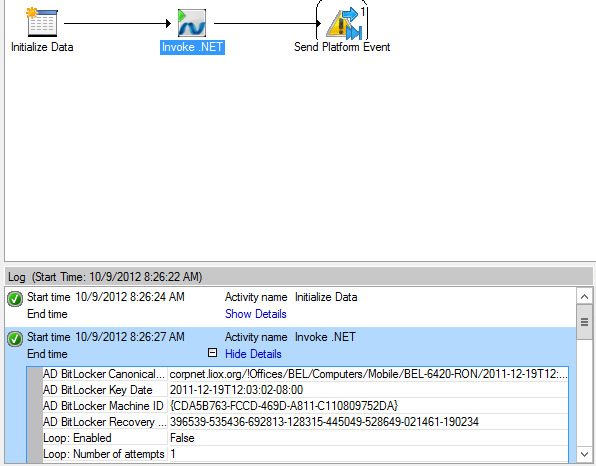 1
Initialize Data
Invoke .NET
Send Platform Event
Log (Start Time: 10/9/2012 8:26:22 AM)
Start time 10/9/2012 8:26:24 AM Activity name Initialize Data
End time Show Details
Start time 10/9/2012 8:26:27 AM Activity name Invoke .NET
End time Hide Details
AD BitLocker Canonical... corpnet.liox.org/!Offices/BEL/Computers/Mobile/BEL-6420-RON/2011-12-19T12:...
AD BitLocker Key Date 2011-12-19T12:03:02-08:00
AD BitLocker Machine ID {CDA5B763-FCCD-469D-A811-C110809752DA}
AD BitLocker Recovery ... 396539-535436-692813-128315-445049-528649-021461-190234
Loop: Enabled False
Loop: Number of attempts 1